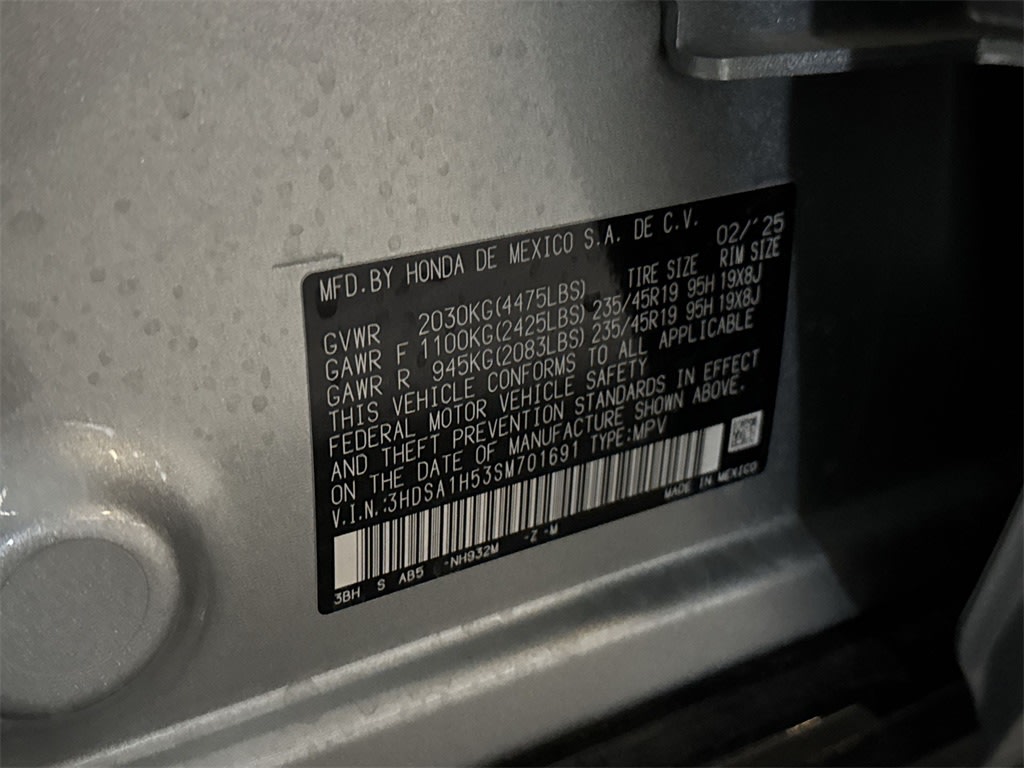 MFD.BY HONDA DE MEXICO S.A. DE C.V. 02/'25
TIRE SIZE RIM SIZE
GVWR 2030KG(4475LBS)
GAWR F 1100KG(2425LBS) 235/45R19 95H 19X8J
GAWR R 945KG(2083LBS) 235/45R19 95H 19X8J
THIS VEHICLE CONFORMS TO ALL APPLICABLE
FEDERAL MOTOR VEHICLE SAFETY
AND THEFT PREVENTION STANDARDS IN EFFECT
ON THE DATE OF MANUFACTURE SHOWN ABOVE.
V.I.N.:3HDSA1H53SM701691 TYPE:MPV
MADE IN MEXICO
3BH S AB5 -NH932M -Z -M